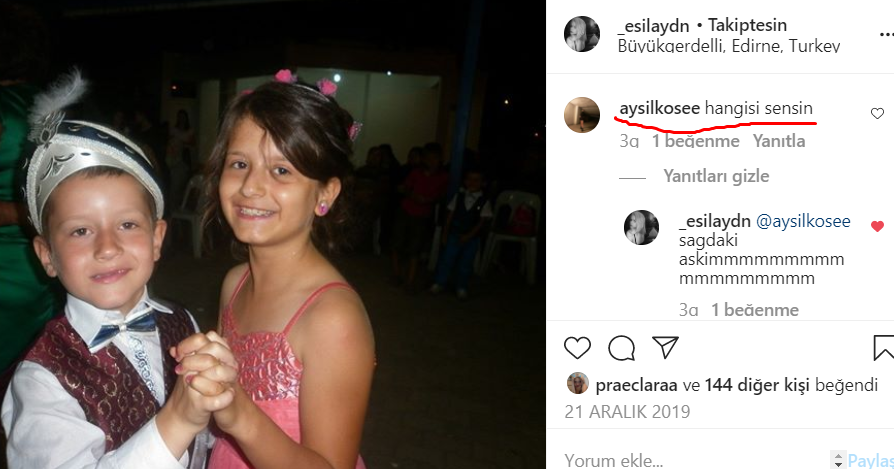 _esilaydn • Takiptesin
Büyükgerdelli, Edirne, Turkey
aysilkosee hangisi sensin
3g 1 beğenme Yanıtla
Yanıtları gizle
_esilaydn @aysilkosee
sagdaki
askimmmmmmmmmm
mmmmmmmmm
3g 1 beğenme
praeclaraa ve 144 diğer kişi beğendi
21 ARALIK 2019
Yorum ekle... Paylaş